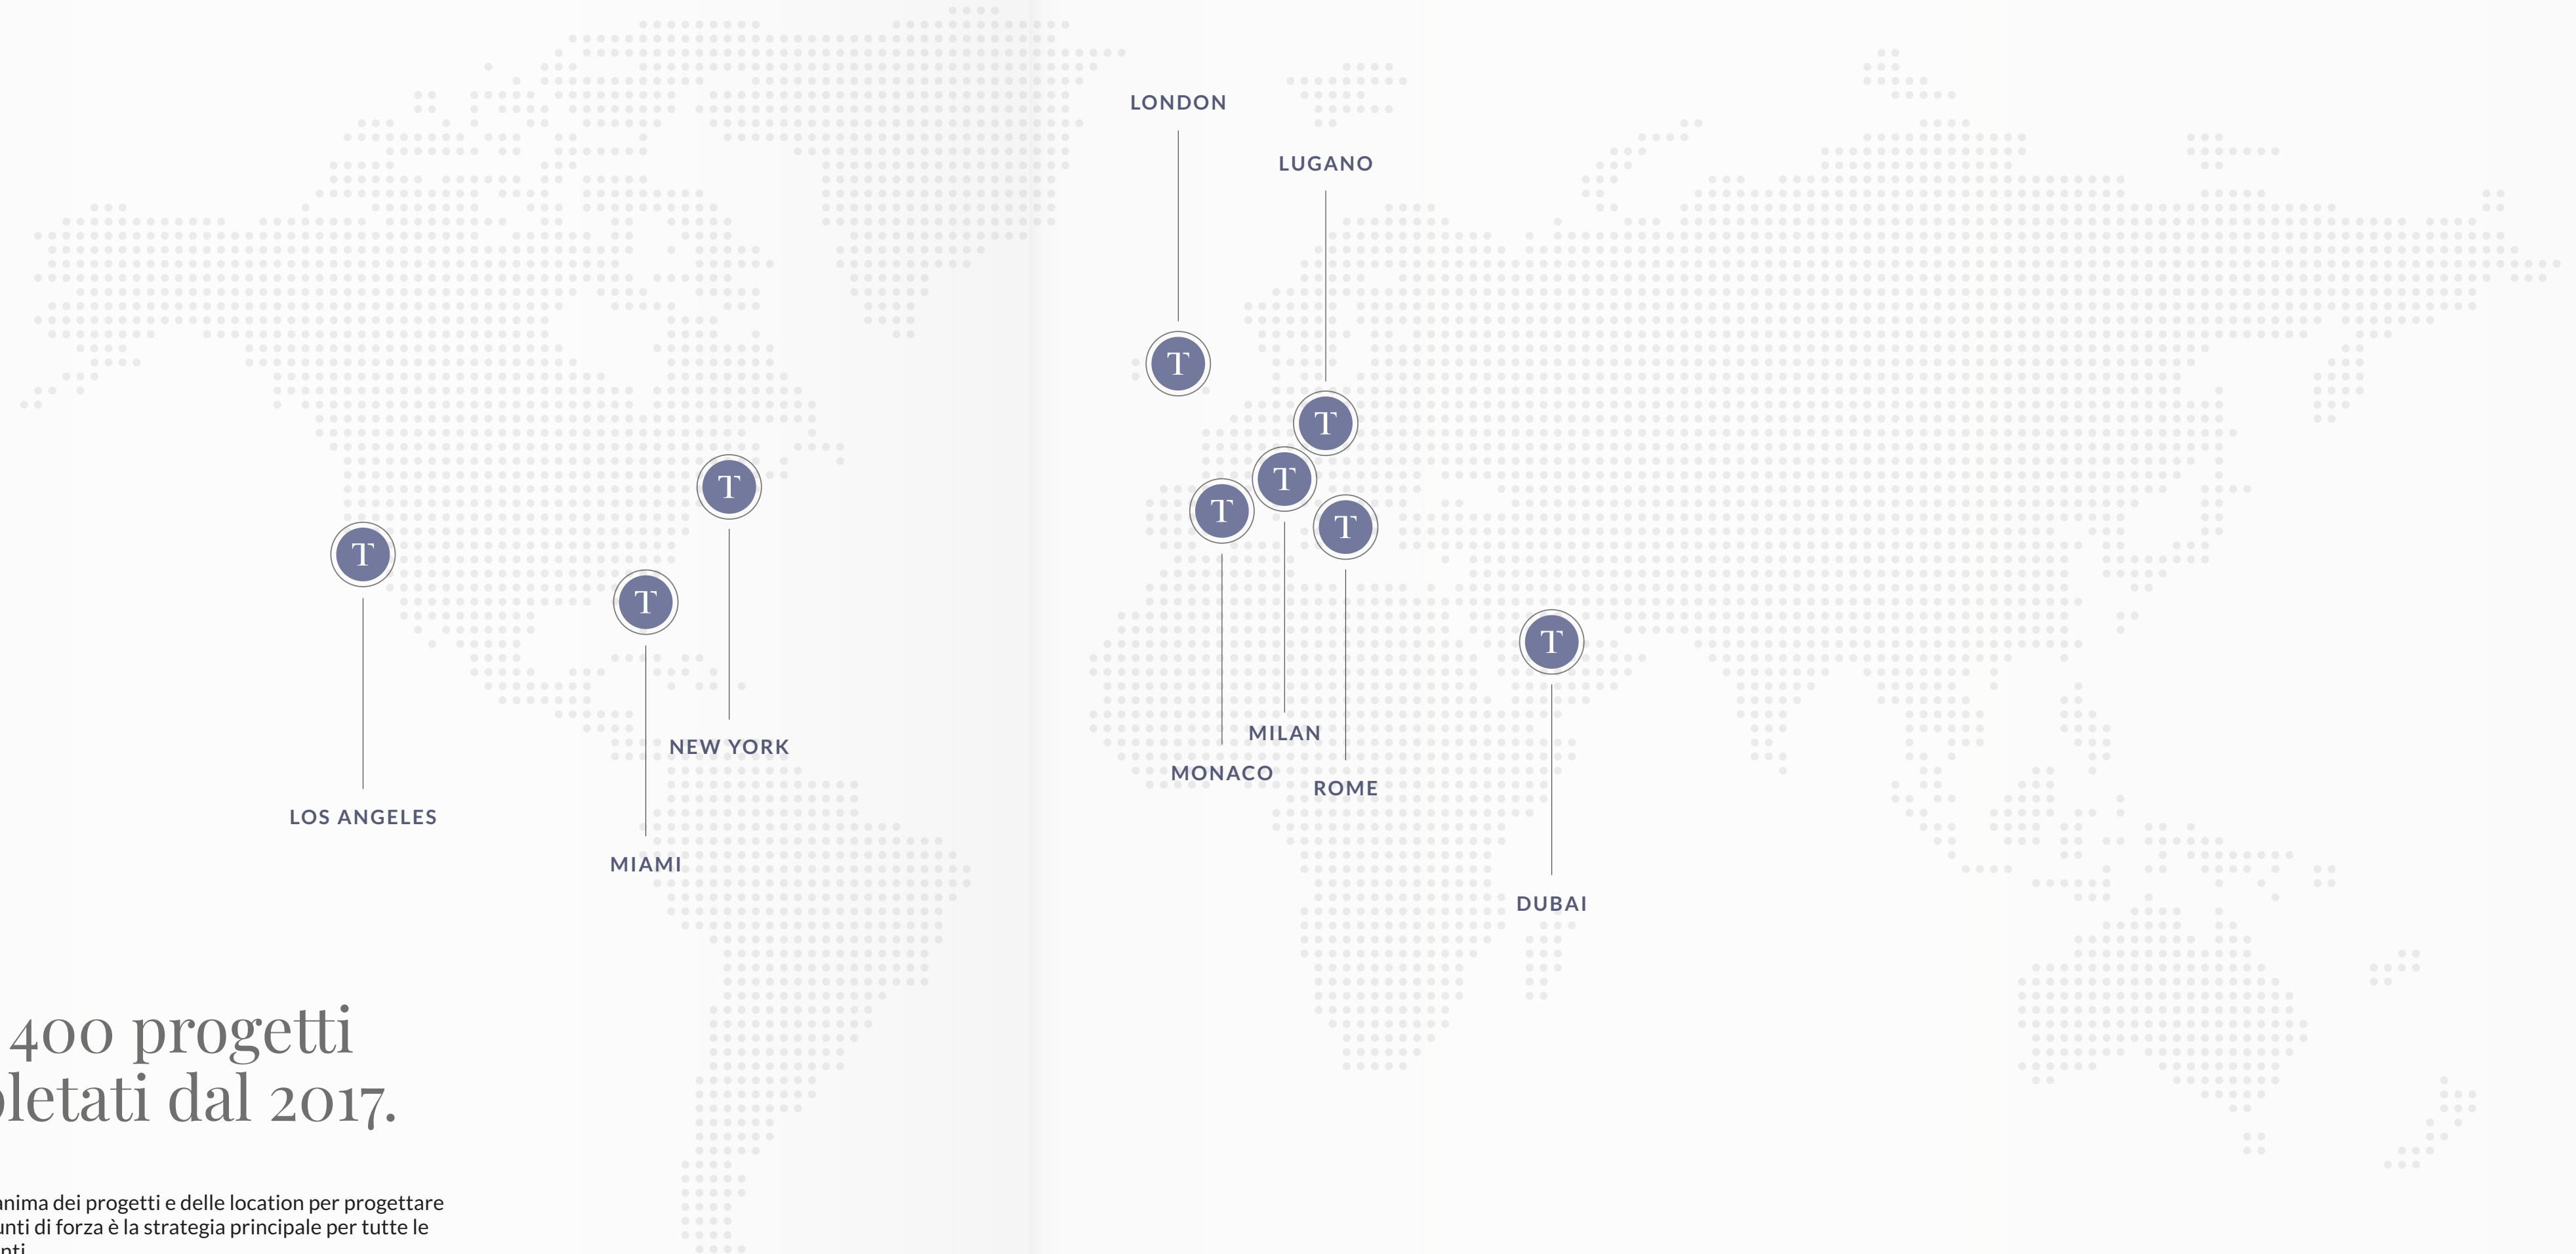 LONDON
LUGANO
T
T
T
T
T
T
T
T
T
MILAN
NEW YORK
MONACO
ROME
LOS ANGELES
MIAMI
DUBAI
400 progetti
pletati dal 2017.
anima dei progetti e delle location per progettare
unti di forza è la strategia principale per tutte le